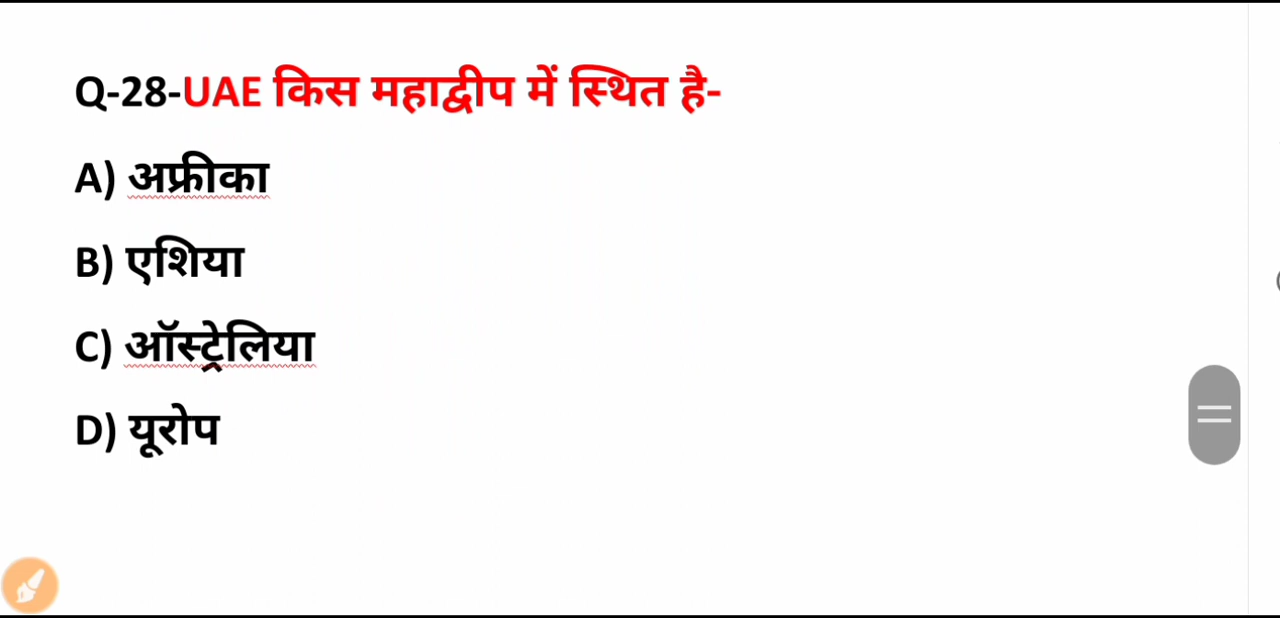 Q-28-UAE किस महाद्वीप में स्थित है-
A) अफ्रीका
B) एशिया
C) ऑस्ट्रेलिया
D) यूरोप